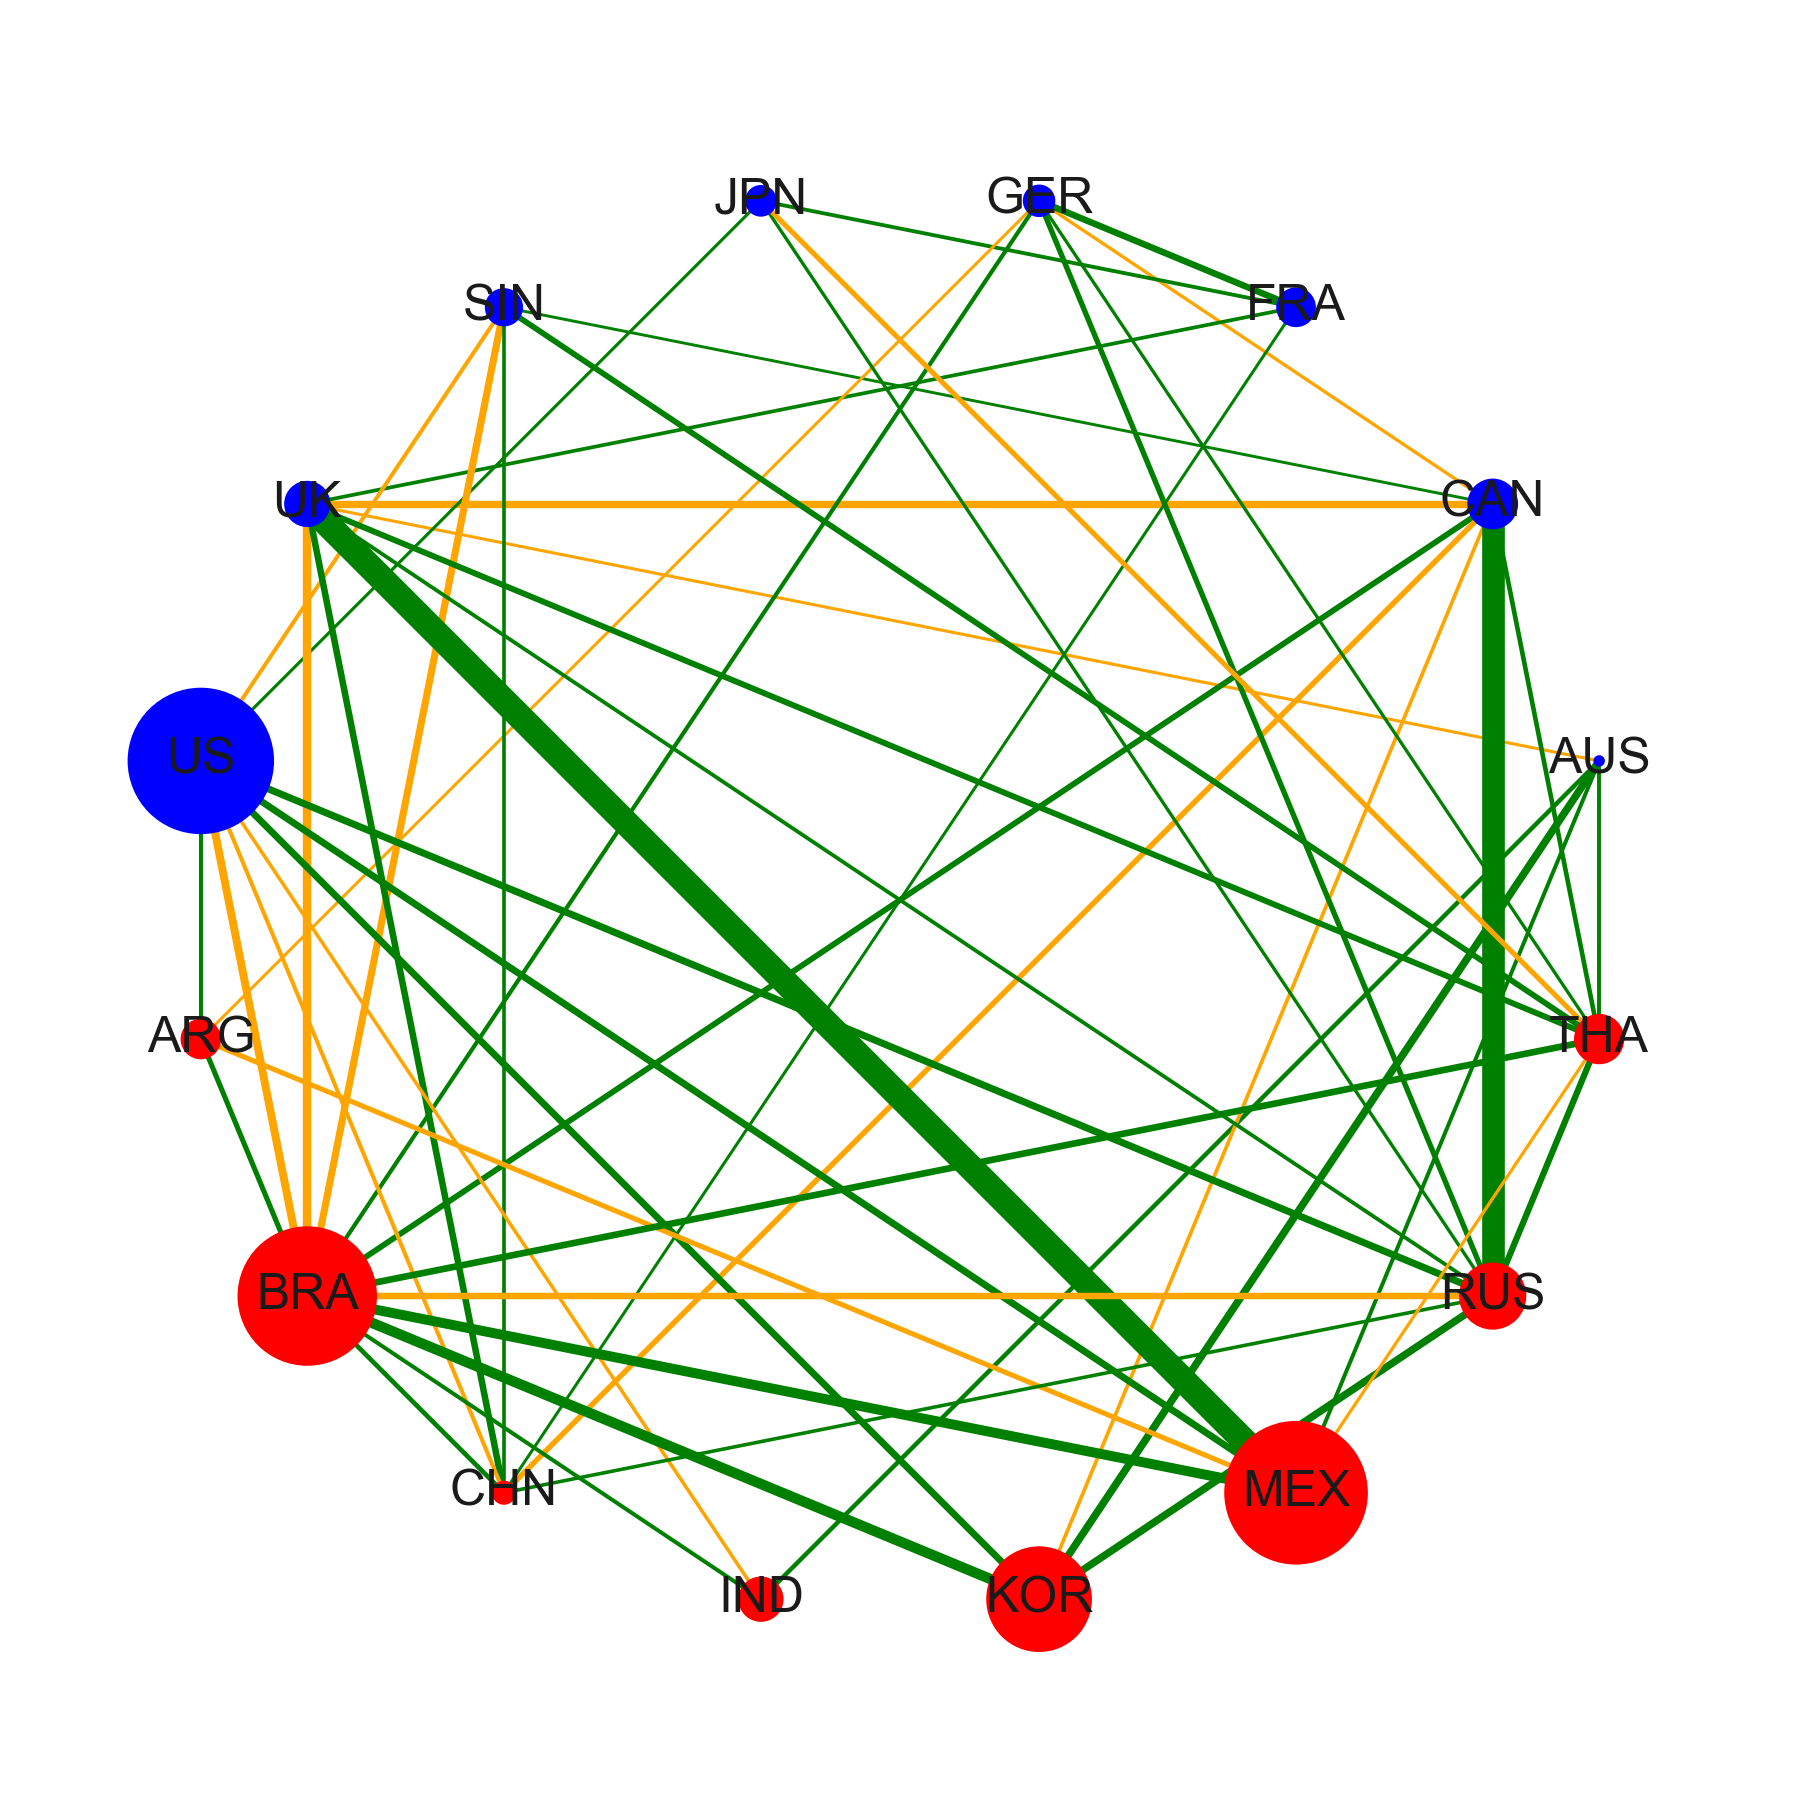 JPN
GER
SIN
FRA
UK
CAN
US
AUS
ARG
THA
BRA
RUS
CHN
MEX
IND
KOR